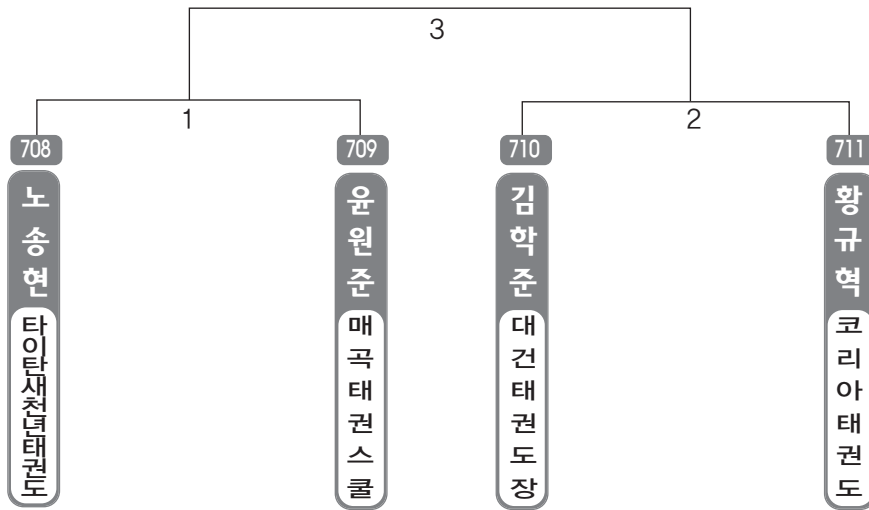 3
1
2
708
709
710
711
노송현
윤원준
김학준
황규혁
타이탄새천년태권도
매곡태권스쿨
대건태권도장
코리아태권도